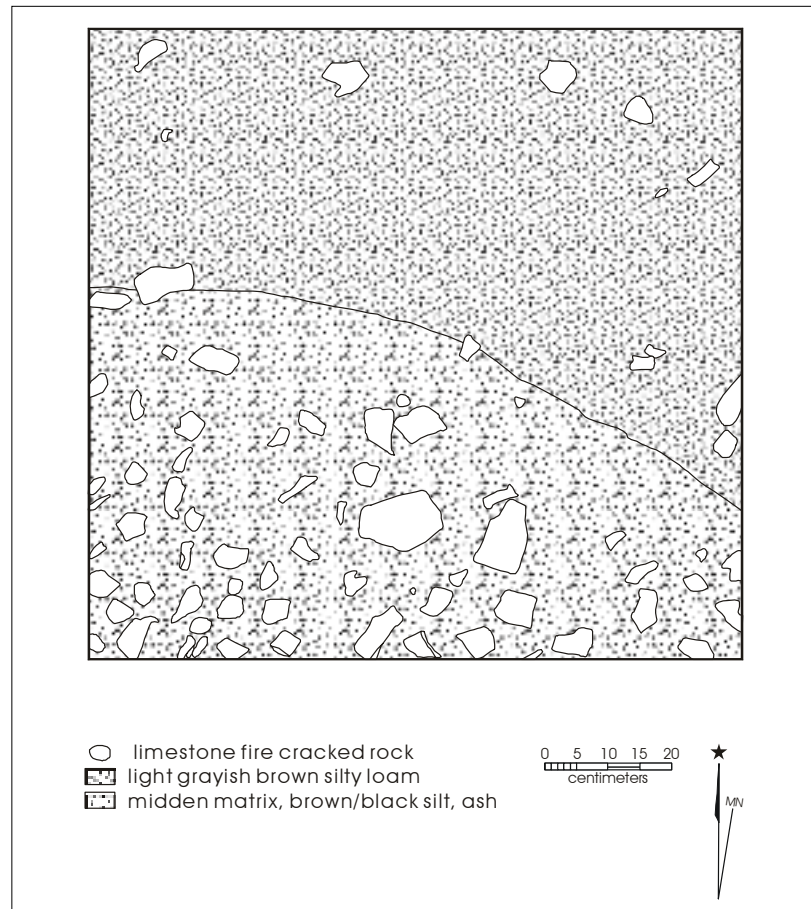 limestone fire cracked rock
light grayish brown silty loam
midden matrix, brown/black silt, ash
0 5 10 15 20
centimeters
MN